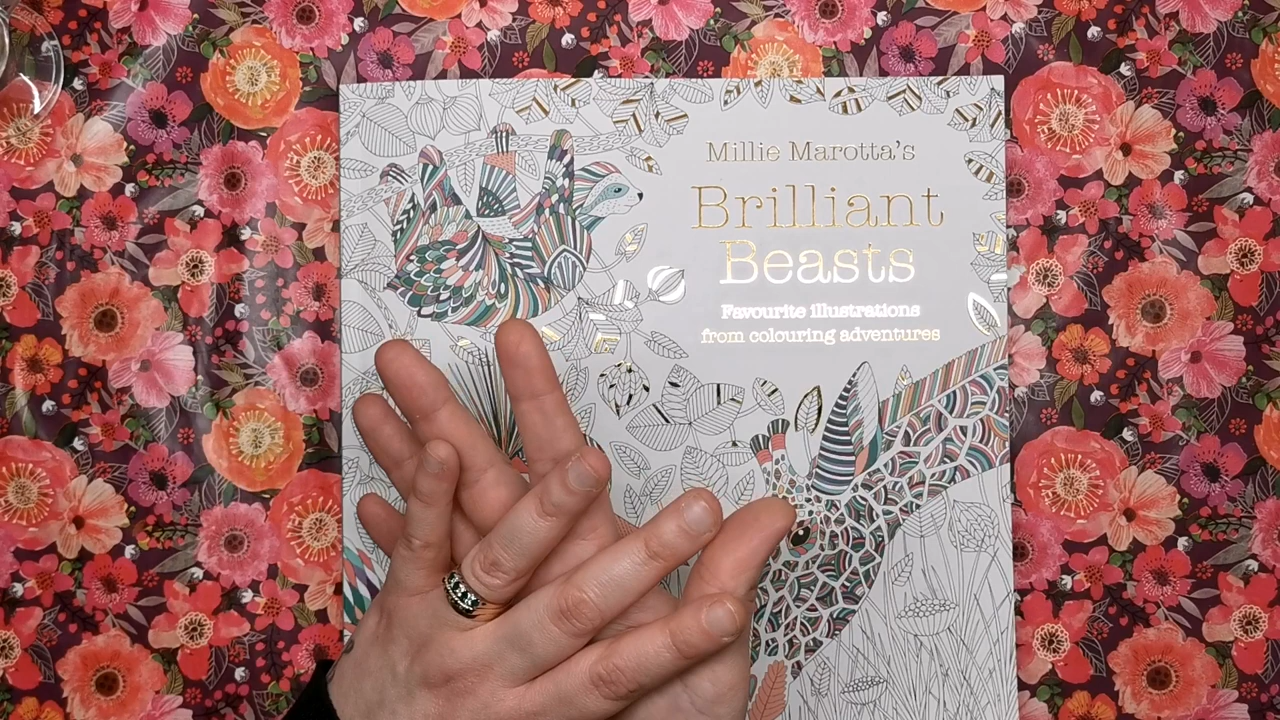 Millie Marotta's
Brilliant
Beasts
Favourite illustrations
from colouring adventures